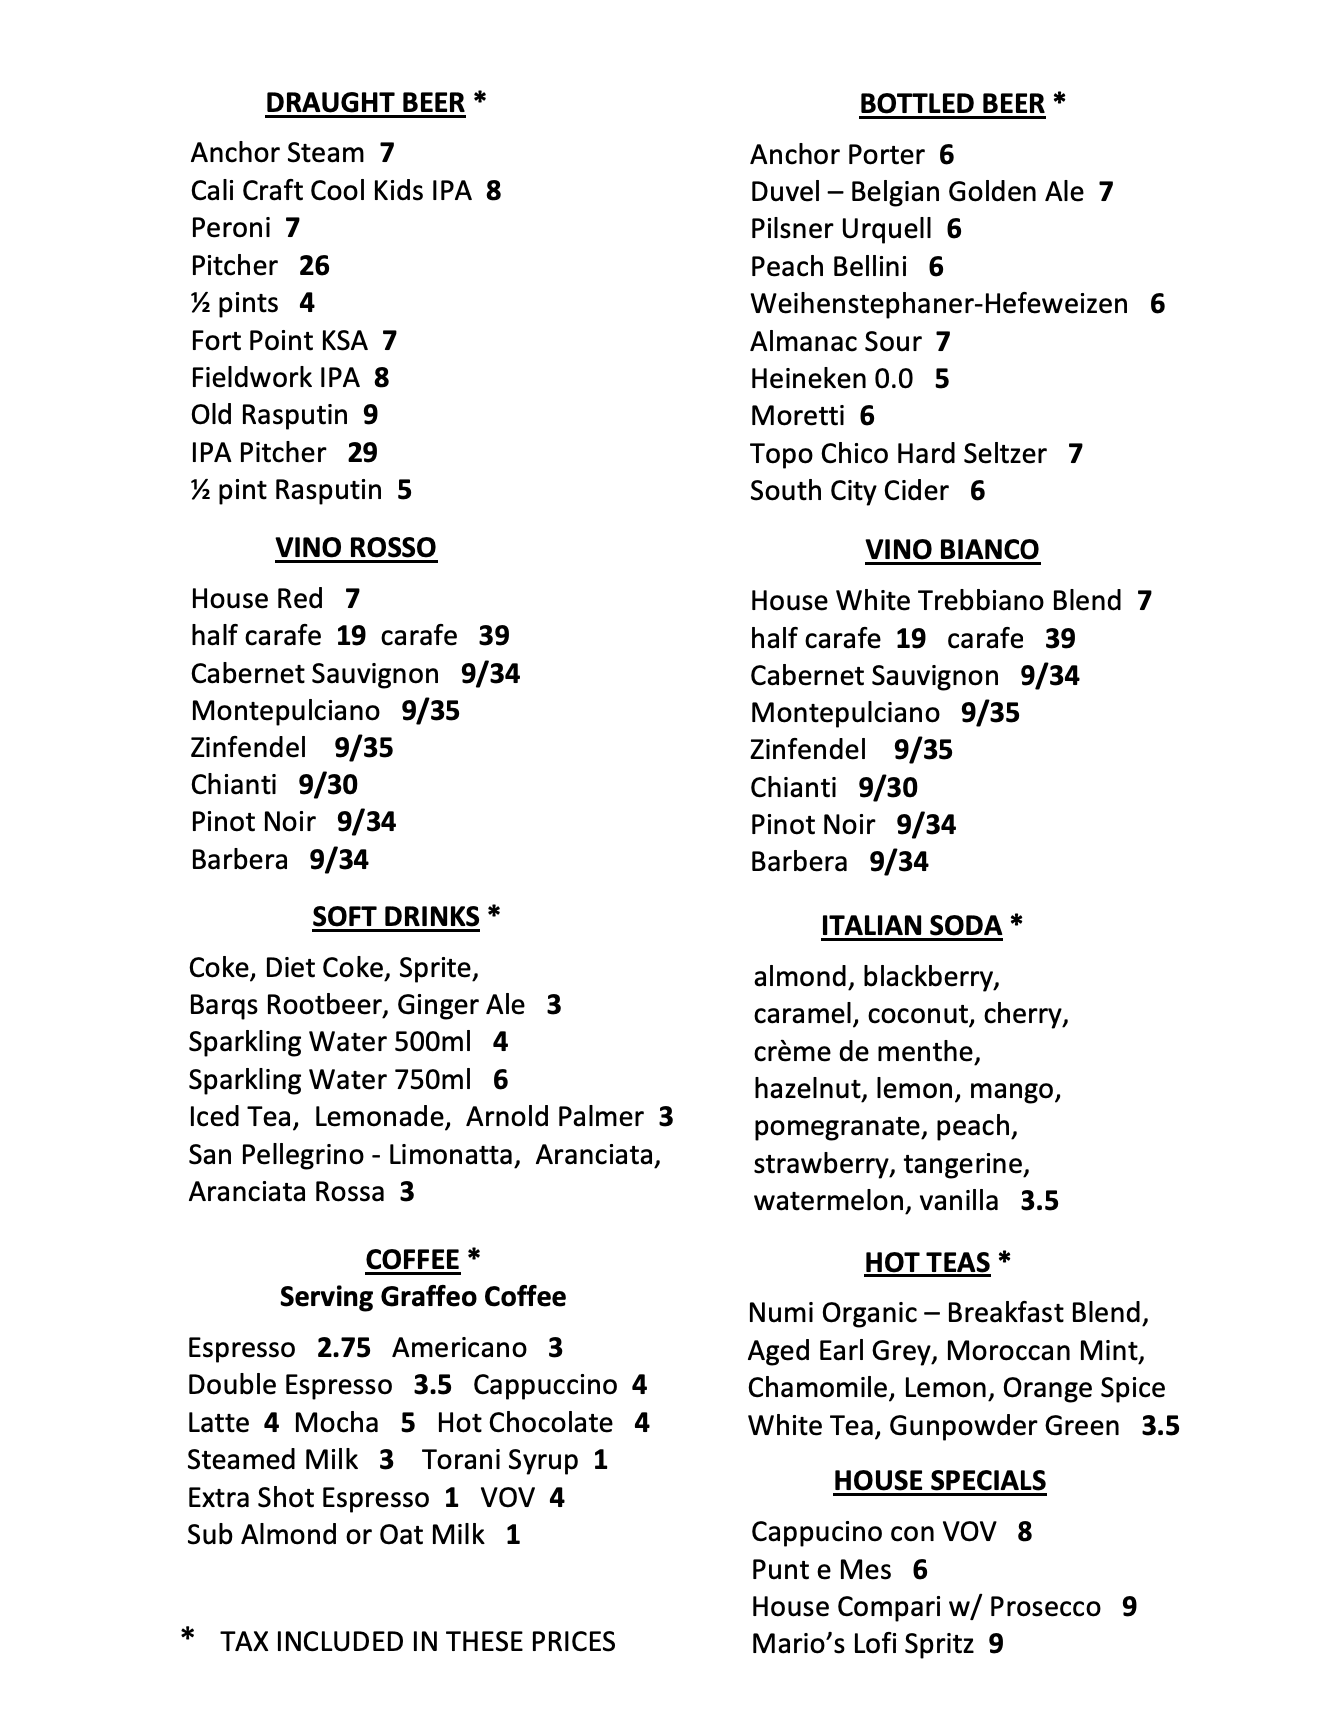 DRAUGHT BEER *
Anchor Steam 7
Cali Craft Cool Kids IPA 8
Peroni 7
Pitcher 26
½ pints 4
Fort Point KSA 7
Fieldwork IPA 8
Old Rasputin 9
IPA Pitcher 29
½ pint Rasputin 5
VINO ROSSO
House Red 7
half carafe 19 carafe 39
Cabernet Sauvignon 9/34
Montepulciano 9/35
Zinfendel 9/35
Chianti 9/30
Pinot Noir 9/34
Barbera 9/34
SOFT DRINKS *
Coke, Diet Coke, Sprite,
Barqs Rootbeer, Ginger Ale 3
Sparkling Water 500ml 4
Sparkling Water 750ml 6
Iced Tea, Lemonade, Arnold Palmer 3
San Pellegrino - Limonatta, Aranciata,
Aranciata Rossa 3
COFFEE *
Serving Graffeo Coffee
Espresso 2.75 Americano 3
Double Espresso 3.5 Cappuccino 4
Latte 4 Mocha 5 Hot Chocolate 4
Steamed Milk 3 Torani Syrup 1
Extra Shot Espresso 1 VOV 4
Sub Almond or Oat Milk 1
* TAX INCLUDED IN THESE PRICES
BOTTLED BEER *
Anchor Porter 6
Duvel – Belgian Golden Ale 7
Pilsner Urquell 6
Peach Bellini 6
Weihenstephaner-Hefeweizen 6
Almanac Sour 7
Heineken 0.0 5
Moretti 6
Topo Chico Hard Seltzer 7
South City Cider 6
VINO BIANCO
House White Trebbiano Blend 7
half carafe 19 carafe 39
Cabernet Sauvignon 9/34
Montepulciano 9/35
Zinfendel 9/35
Chianti 9/30
Pinot Noir 9/34
Barbera 9/34
ITALIAN SODA *
almond, blackberry,
caramel, coconut, cherry,
crème de menthe,
hazelnut, lemon, mango,
pomegranate, peach,
strawberry, tangerine,
watermelon, vanilla 3.5
HOT TEAS *
Numi Organic – Breakfast Blend,
Aged Earl Grey, Moroccan Mint,
Chamomile, Lemon, Orange Spice
White Tea, Gunpowder Green 3.5
HOUSE SPECIALS
Cappucino con VOV 8
Punt e Mes 6
House Compari w/ Prosecco 9
Mario’s Lofi Spritz 9